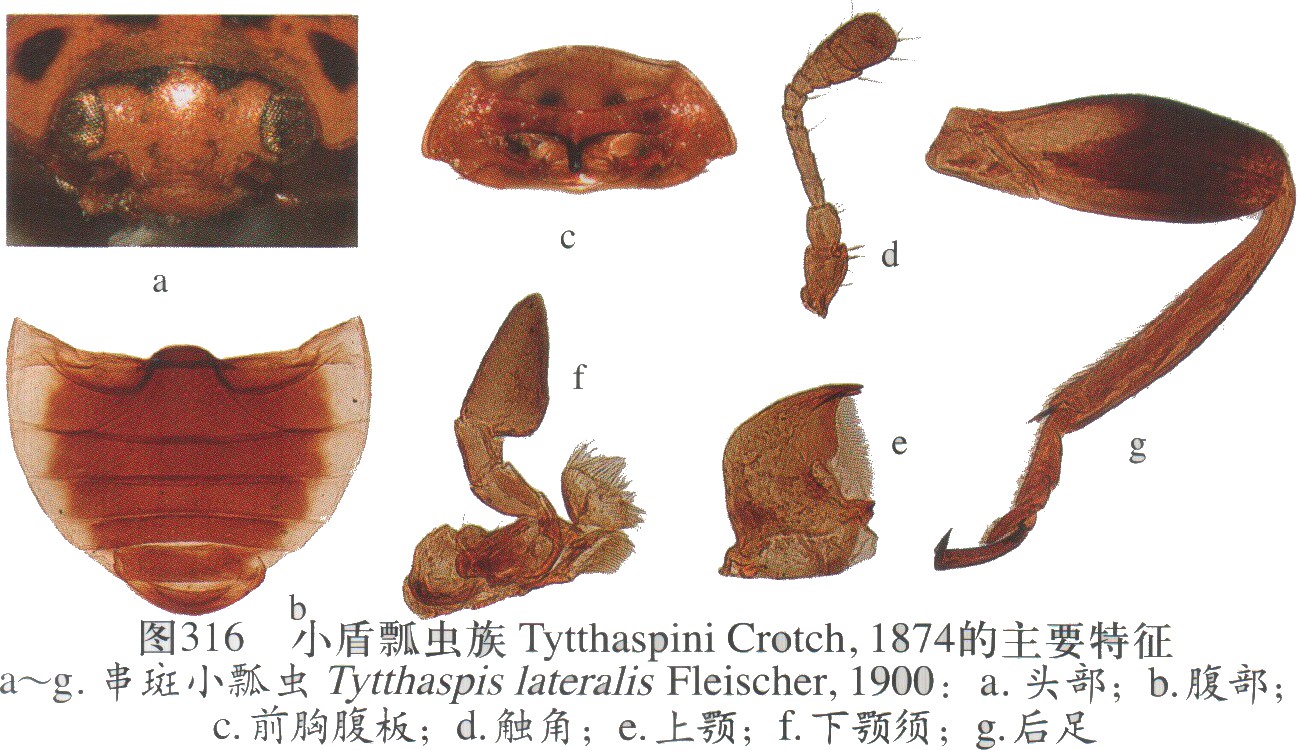 a
c
d
f
e
g
b
图316 小盾瓢虫族 Tytthaspini Crotch, 1874的主要特征
a~g. 串斑小瓢虫 Tytthaspis lateralis Fleischer, 1900: a. 头部; b. 腹部;
c. 前胸腹板; d. 触角; e. 上颚; f. 下颚须; g. 后足